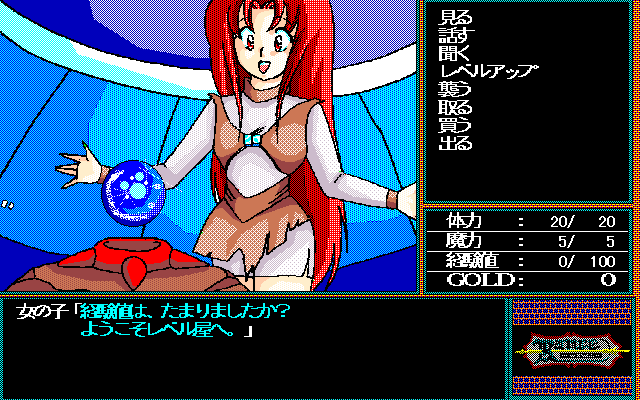 見る
話す
聞く
レベルアップ
襲う
取る
買う
出る
体力 : 20/ 20
魔力 : 5/ 5
経験値 : 0/ 100
GOLD: 0
女の子「経験値は、たまりましたか?
ようこそレベル屋へ。」